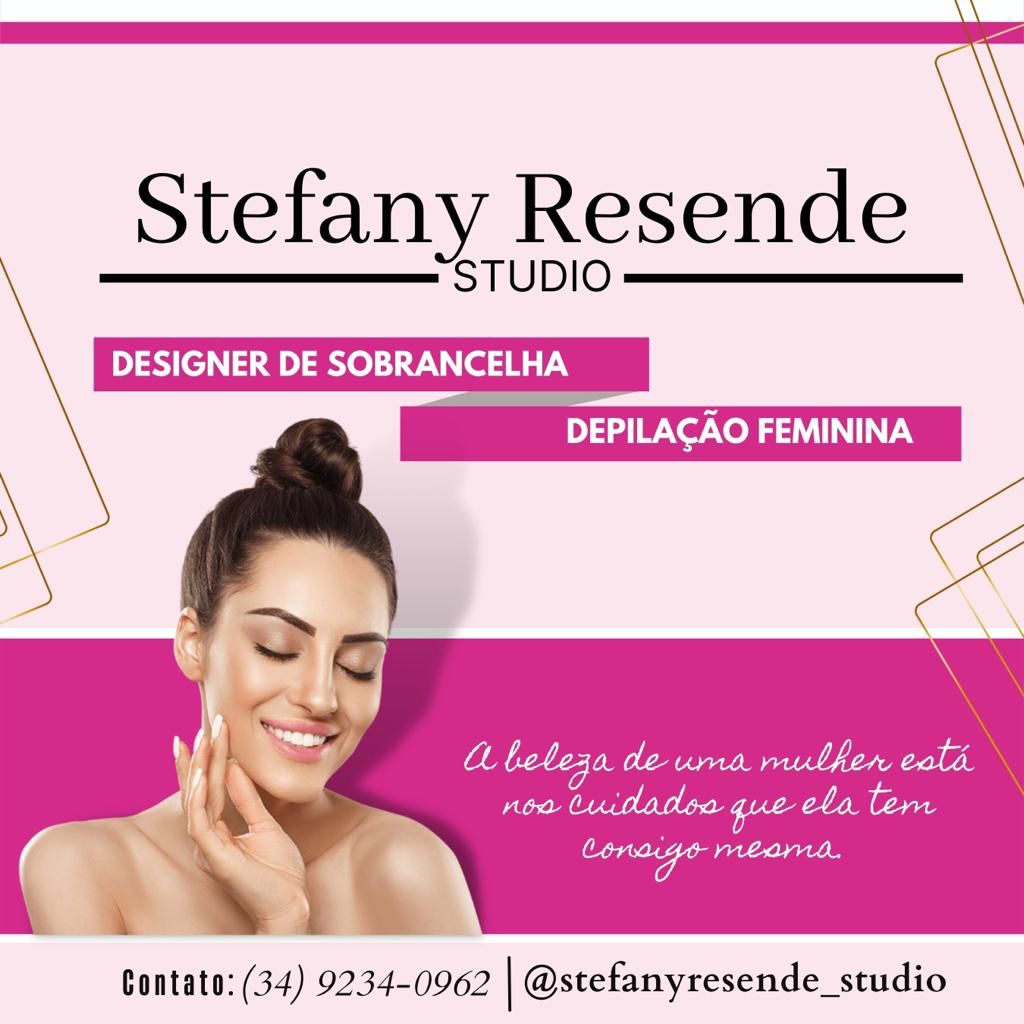 Stefany Resende
STUDIO
DESIGNER DE SOBRANCELHA
DEPILAÇÃO FEMININA
A beleza de uma mulher está
nos cuidados que ela tem
consigo mesma.
Contato: (34) 9234-0962 | @stefanyresende_studio